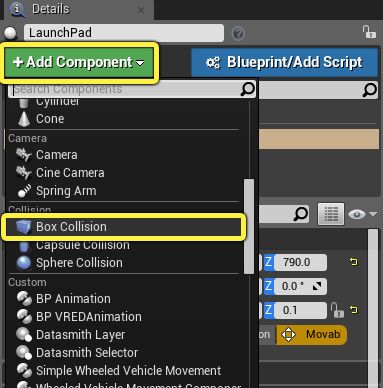 Details
LaunchPad
+ Add Component
Blueprint/Add Script
Search Components
Cylinder
Cone
Camera
Camera
Cine Camera
Spring Arm
Collision
Box Collision
Capsule Collision
Sphere Collision
Z 790.0
Custom
Z 0.0°
BP Animation
BP VREDAnimation
Z 0.1
Datasmith Layer
Movab
Datasmith Selector
Simple Wheeled Vehicle Movement
Wheeled Vehicle Movement Component